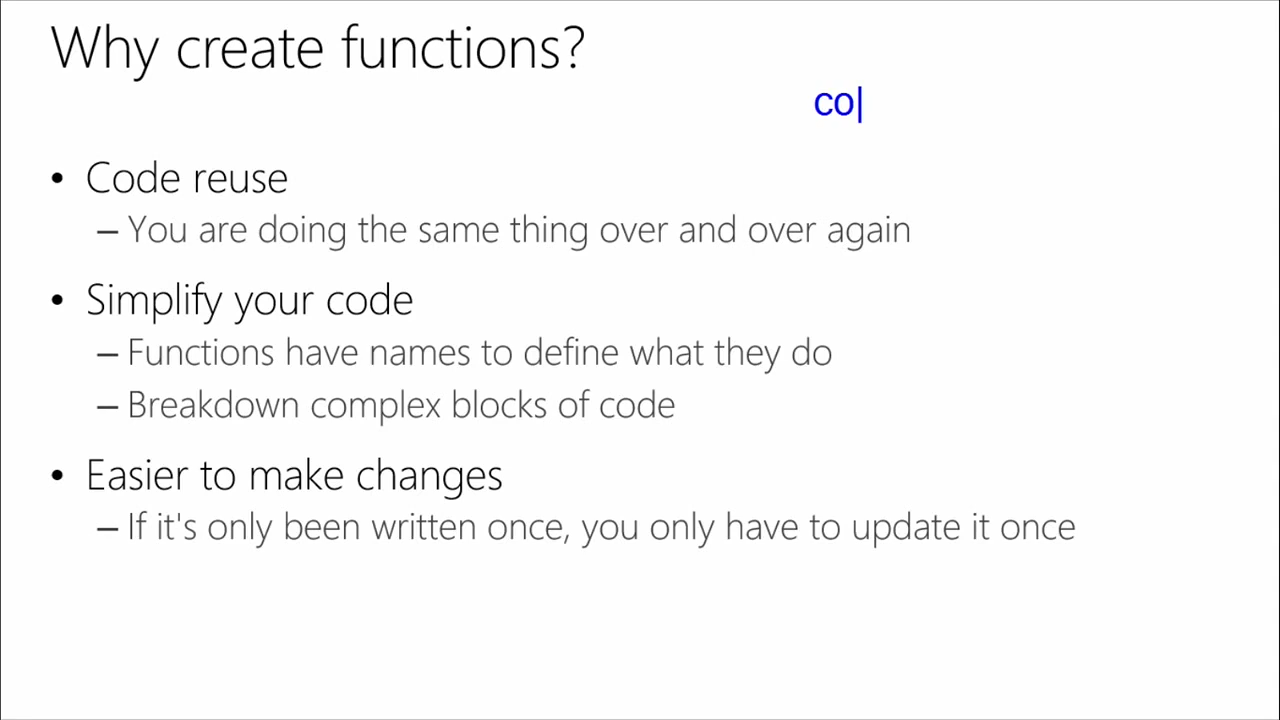 Why create functions?
co
• Code reuse
– You are doing the same thing over and over again
• Simplify your code
– Functions have names to define what they do
– Breakdown complex blocks of code
• Easier to make changes
– If it's only been written once, you only have to update it once